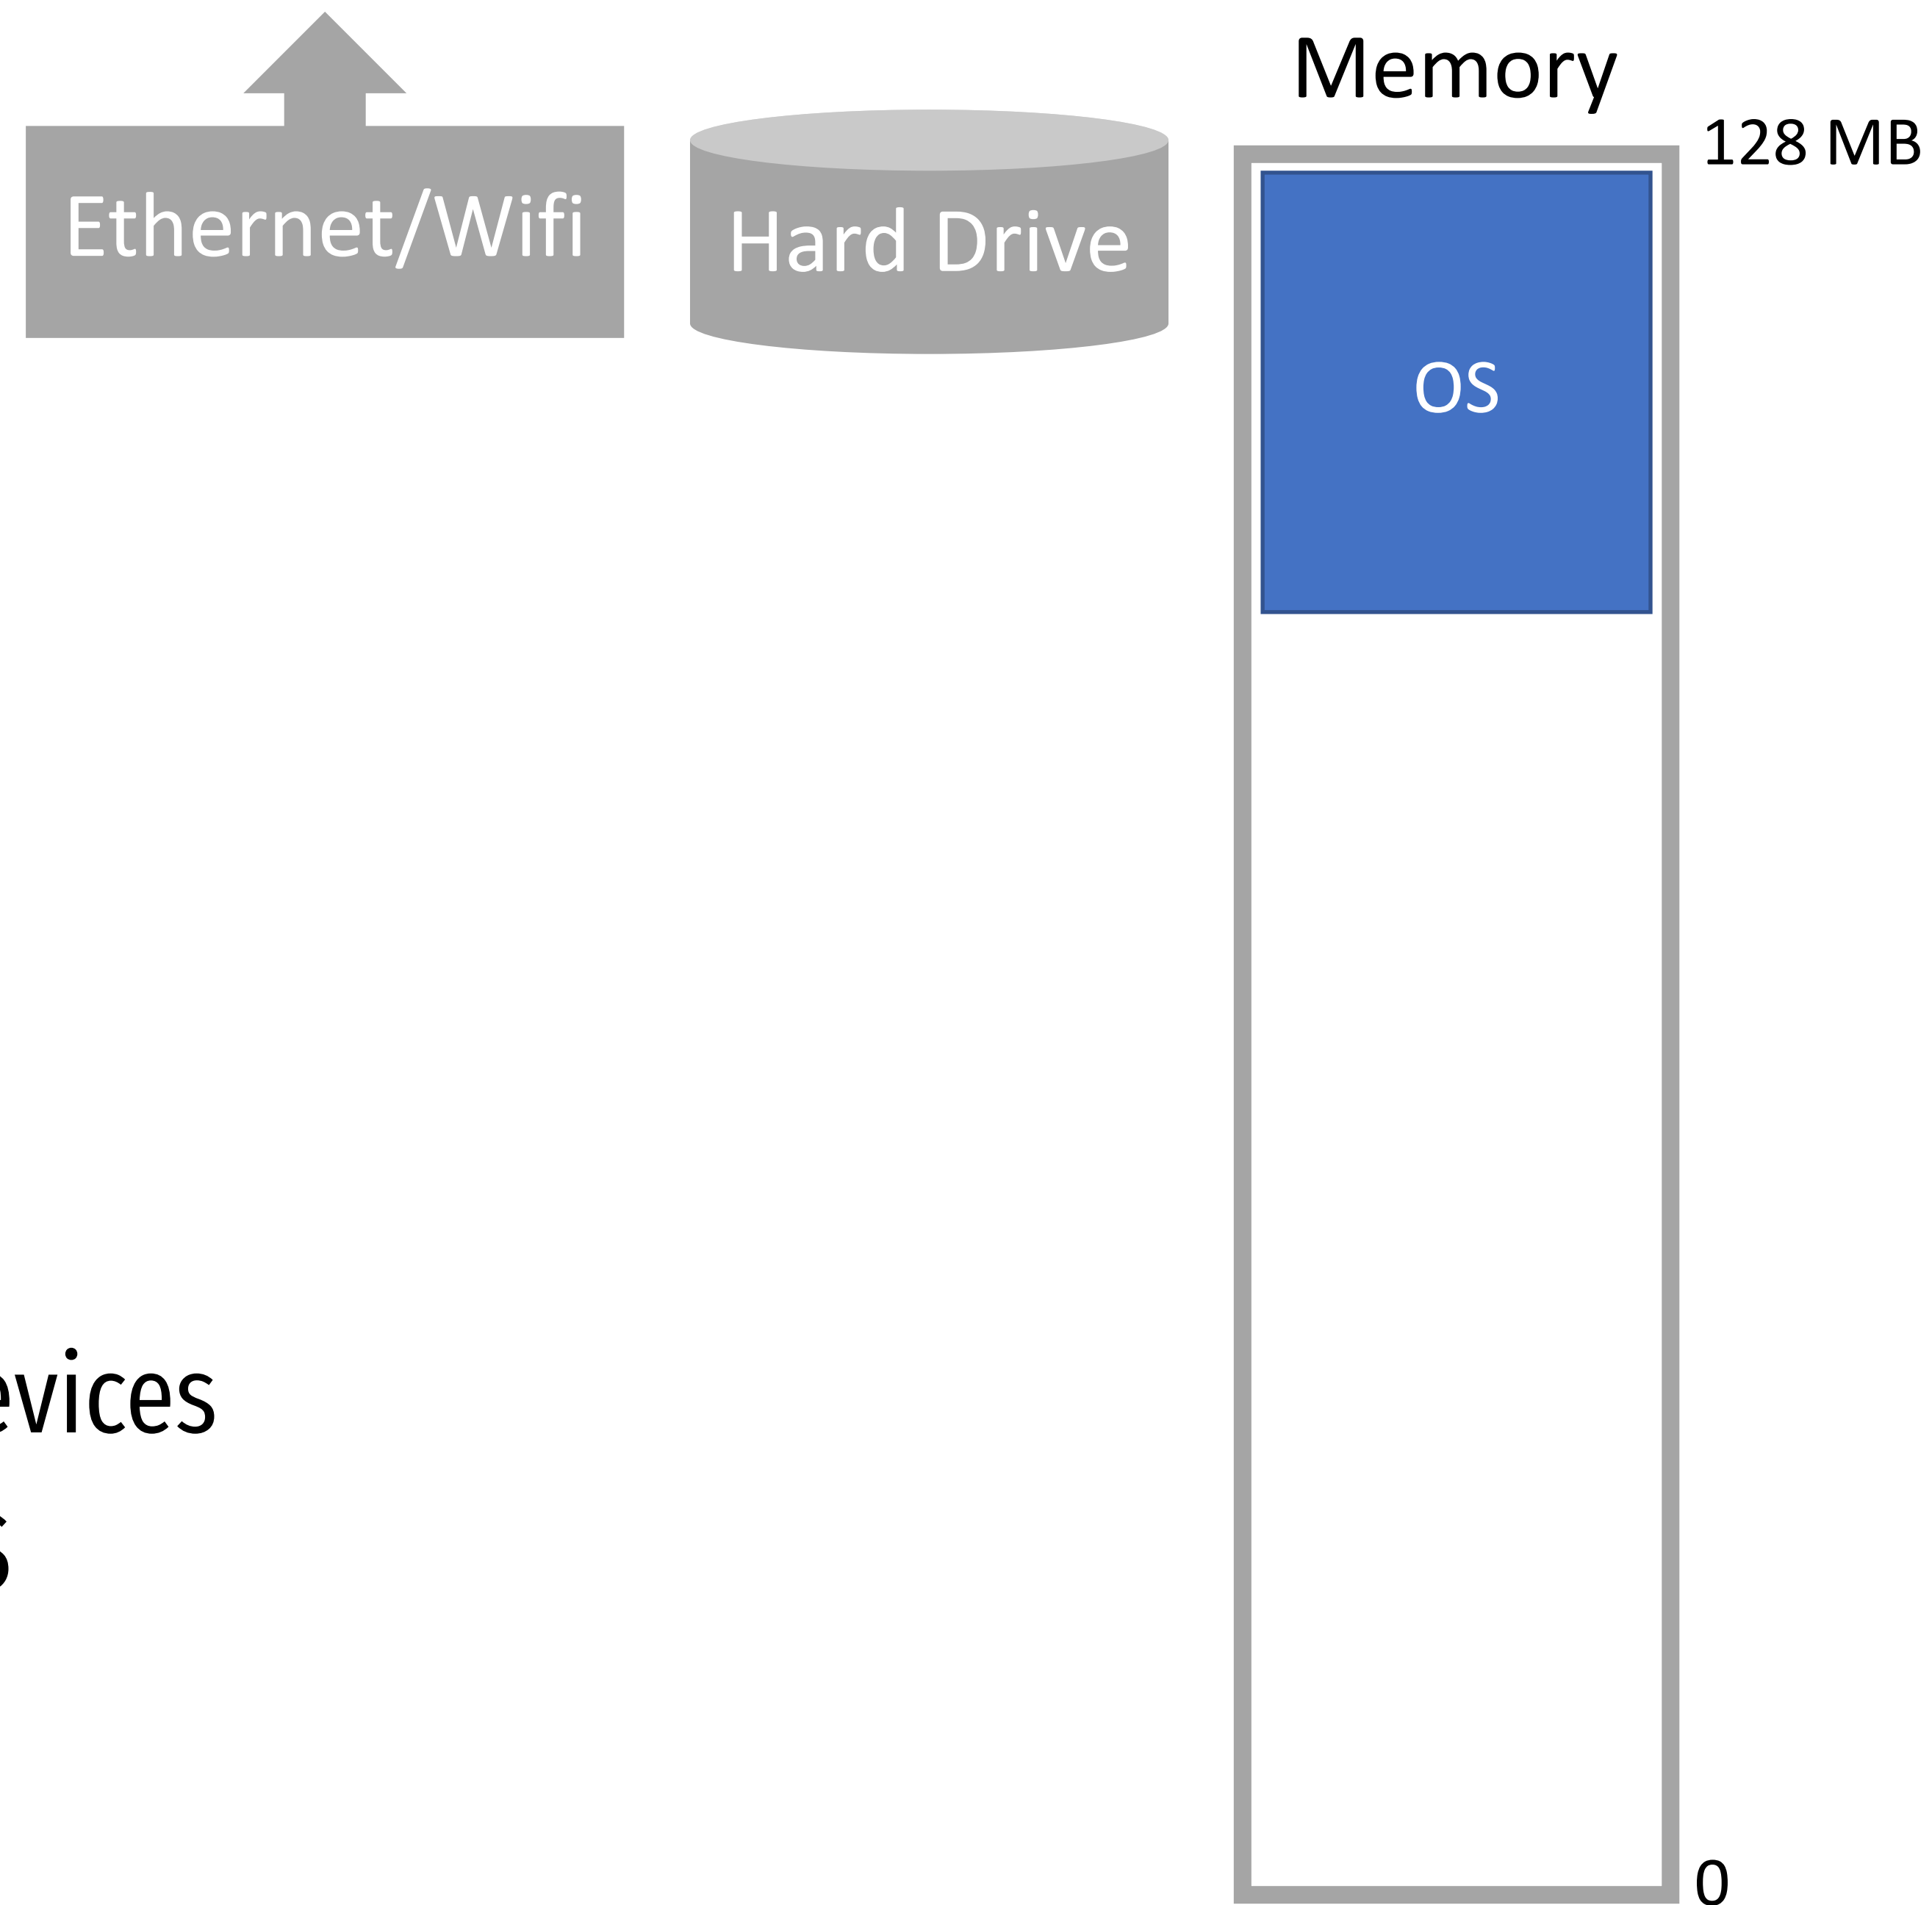 Memory
128 MB
Ethernet/Wifi
Hard Drive
OS
evices
0